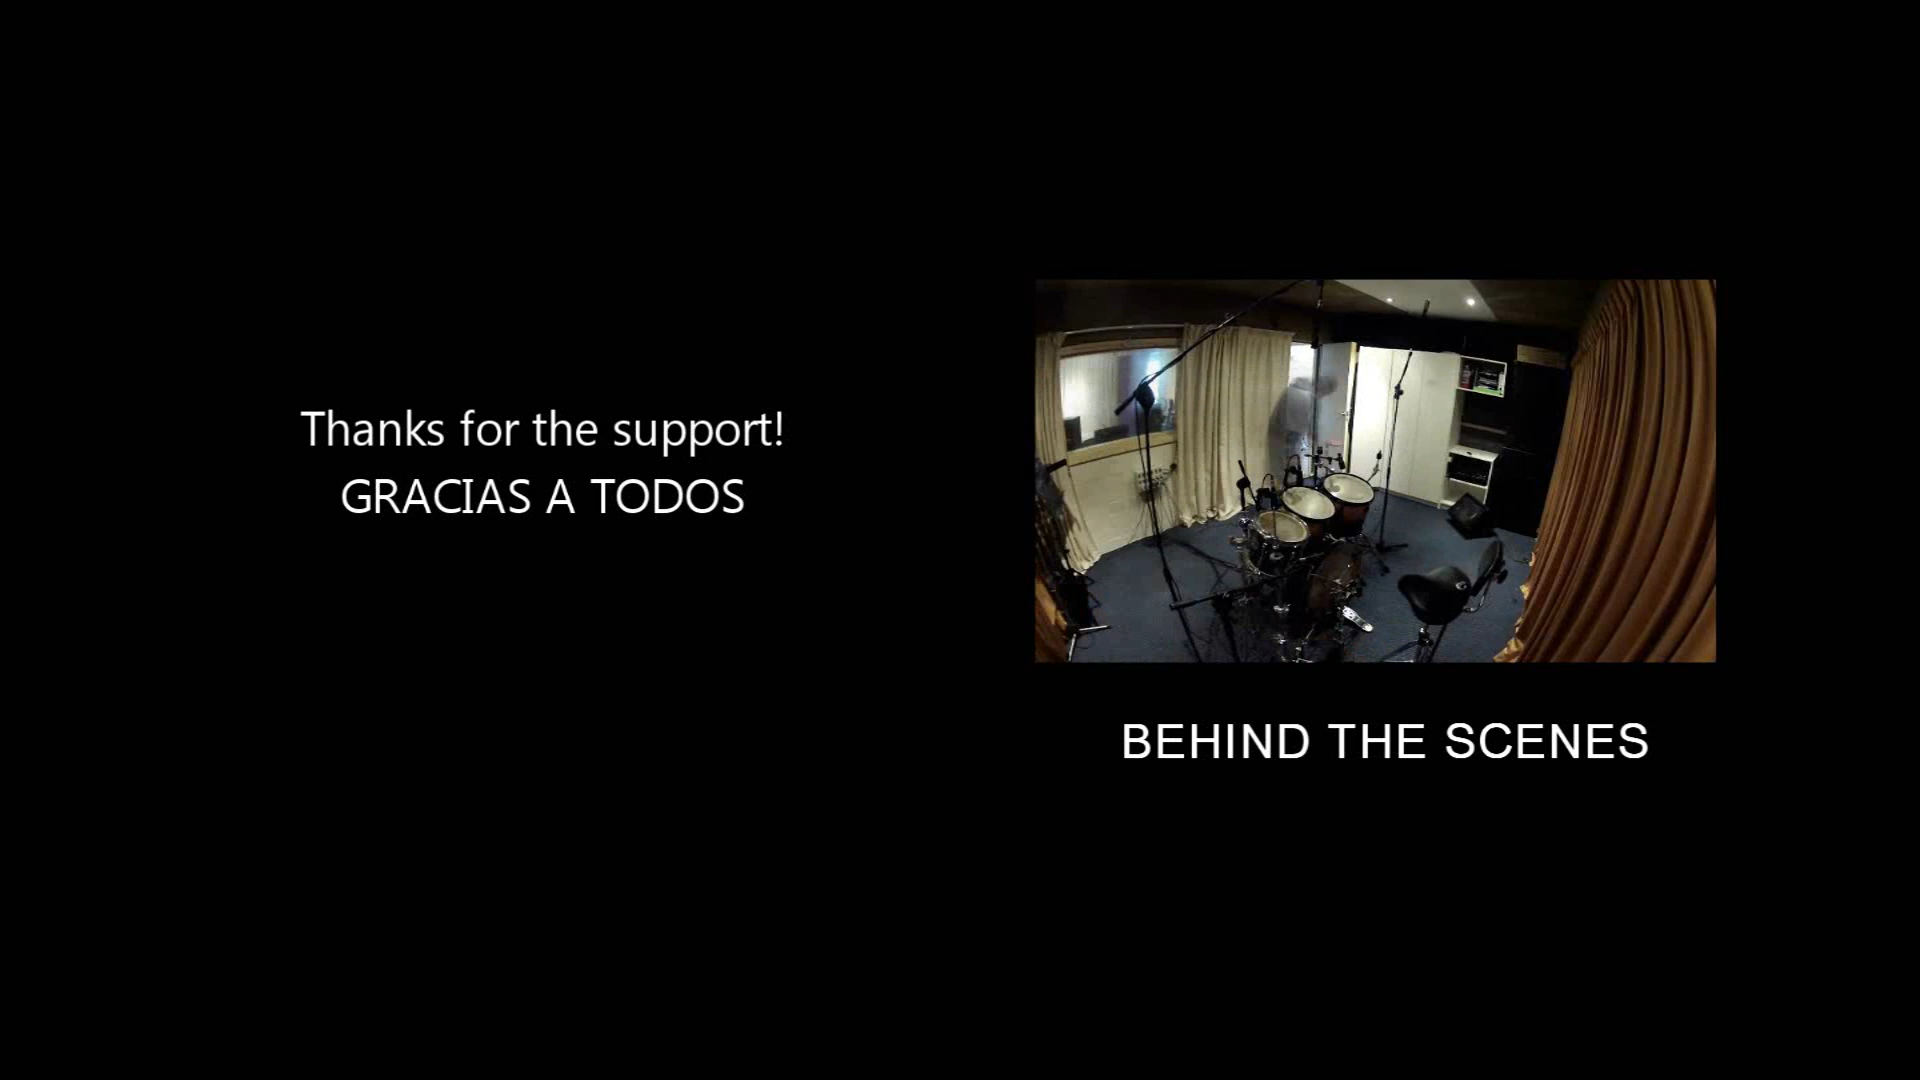 Thanks for the support!
GRACIAS A TODOS
BEHIND THE SCENES